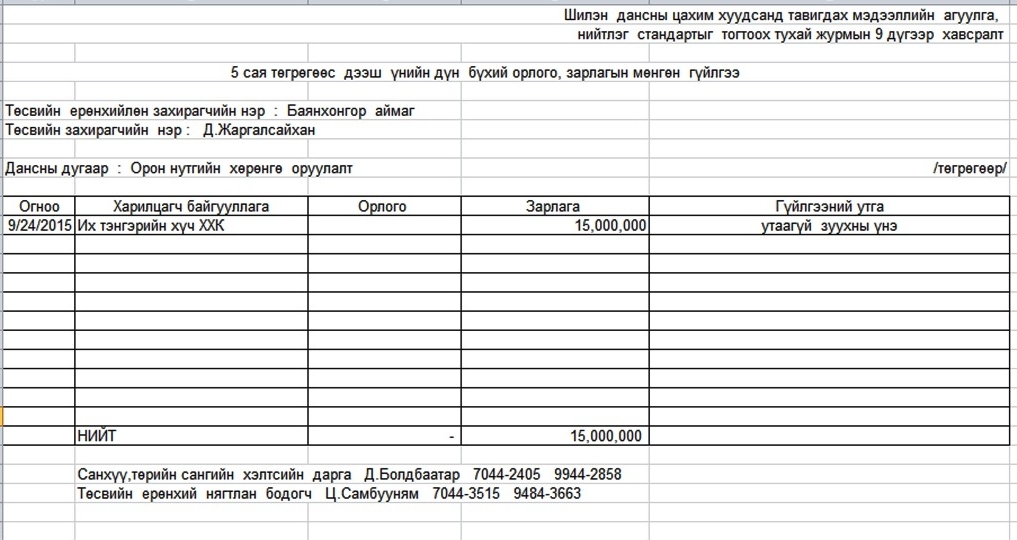 Шилэн дансны цахим хуудсанд тавигдах мэдээллийн агуулга,
нийтлэг стандартыг тогтоох тухай журмын 9 дүгээр хавсралт
5 сая төгрөгөөс дээш үнийн дүн бүхий орлого, зарлагын мөнгөн гүйлгээ
Төсвийн ерөнхийлөн захирагчийн нэр : Баянхонгор аймаг
Төсвийн захирагчийн нэр : Д.Жаргалсайхан
Дансны дугаар : Орон нутгийн хөрөнгө оруулалт /төгрөгөөр/
Огноо Харилцагч байгууллага Орлого Зарлага Гүйлгээний утга
9/24/2015 Их тэнгэрийн хүч ХХК 15,000,000 утаагүй зуухны үнэ
НИЙТ - 15,000,000
Санхүү,төрийн сангийн хэлтсийн дарга Д.Болдбаатар 7044-2405 9944-2858
Төсвийн ерөнхий нягтлан бодогч Ц.Самбууням 7044-3515 9484-3663